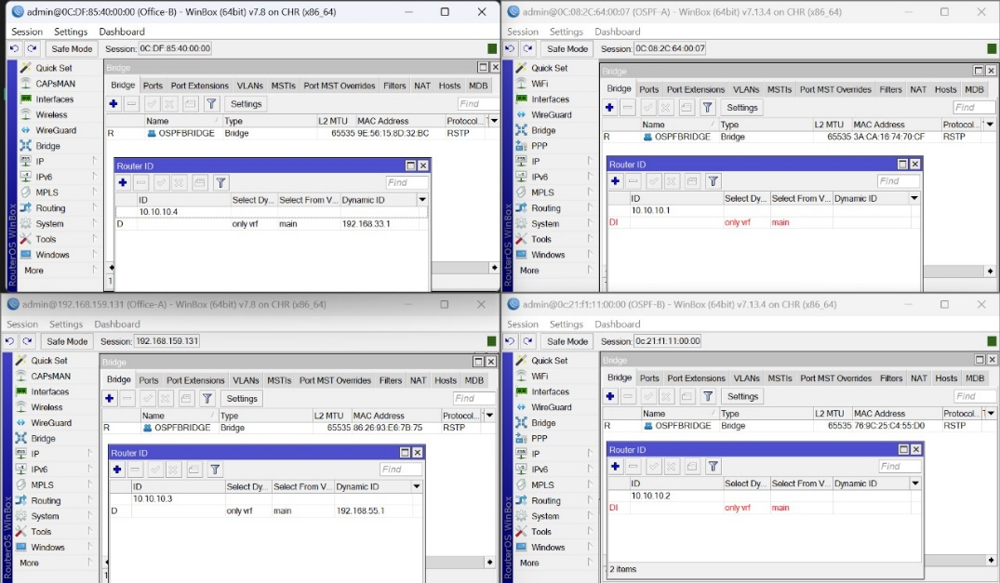 admin@0C:DF:85:40:00:00 (Office-B) - WinBox (64bit) v7.8 on CHR (x86_64)
Session Settings Dashboard
Safe Mode Session: 0C:DF:85:40:00:00
Quick Set
CAPsMAN
Interfaces
Wireless
WireGuard
Bridge
IP
IPv6
MPLS
Routing
System
Tools
Windows
More
RouterOS WinBox
Bridge
Bridge Ports Port Extensions VLANs MSTIs Port MST Overrides Filters NAT Hosts MDB
Settings Find
Name Type L2 MTU MAC Address Protocol...
R OSPFBRIDGE Bridge 65535 9E:56:15:8D:32:BC RSTP
Router ID
Find
ID Select Dy... Select From V... Dynamic ID
10.10.10.4
D only vrf main 192.168.33.1
1
admin@0C:08:2C:64:00:07 (OSPF-A) - WinBox (64bit) v7.13.4 on CHR (x86_64)
Session Settings Dashboard
Safe Mode Session: 0C:08:2C:64:00:07
Quick Set
WiFi
Interfaces
WireGuard
Bridge
PPP
IP
IPv6
MPLS
Routing
System
Tools
Windows
More
RouterOS WinBox
Bridge
Bridge Ports Port Extensions VLANs MSTIs Port MST Overrides Filters NAT Hosts MDB
Settings Find
Name Type L2 MTU MAC Address Protocol...
R OSPFBRIDGE Bridge 65535 3A:CA:16:74:70:CF RSTP
Router ID
Find
ID Select Dy... Select From V... Dynamic ID
10.10.10.1
DI only vrf main
admin@192.168.159.131 (Office-A) - WinBox (64bit) v7.8 on CHR (x86_64)
Session Settings Dashboard
Safe Mode Session: 192.168.159.131
Quick Set
CAPsMAN
Interfaces
Wireless
WireGuard
Bridge
IP
IPv6
MPLS
Routing
System
Tools
Windows
More
RouterOS WinBox
Bridge
Bridge Ports Port Extensions VLANs MSTIs Port MST Overrides Filters NAT Hosts MDB
Settings Find
Name Type L2 MTU MAC Address Protocol...
R OSPFBRIDGE Bridge 65535 86:26:93:E6:7B:75 RSTP
Router ID
Find
ID Select Dy... Select From V... Dynamic ID
10.10.10.3
D only vrf main 192.168.55.1
1
admin@0c:21:f1:11:00:00 (OSPF-B) - WinBox (64bit) v7.13.4 on CHR (x86_64)
Session Settings Dashboard
Safe Mode Session: 0c:21:f1:11:00:00
Quick Set
WiFi
Interfaces
WireGuard
Bridge
PPP
IP
IPv6
MPLS
Routing
System
Tools
Windows
More
RouterOS WinBox
Bridge
Bridge Ports Port Extensions VLANs MSTIs Port MST Overrides Filters NAT Hosts MDB
Settings Find
Name Type L2 MTU MAC Address Protocol...
R OSPFBRIDGE Bridge 65535 76:9C:25:C4:55:D0 RSTP
Router ID
Find
ID Select Dy... Select From V... Dynamic ID
10.10.10.2
DI only vrf main
2 items